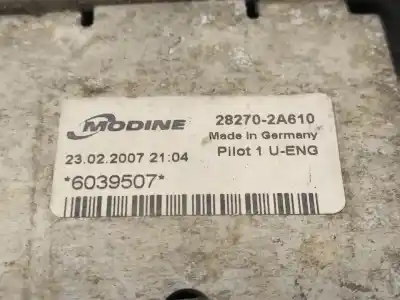 MODINE
28270-2A610
Made in Germany
23.02.2007 21:04
Pilot 1 U-ENG
*6039507*